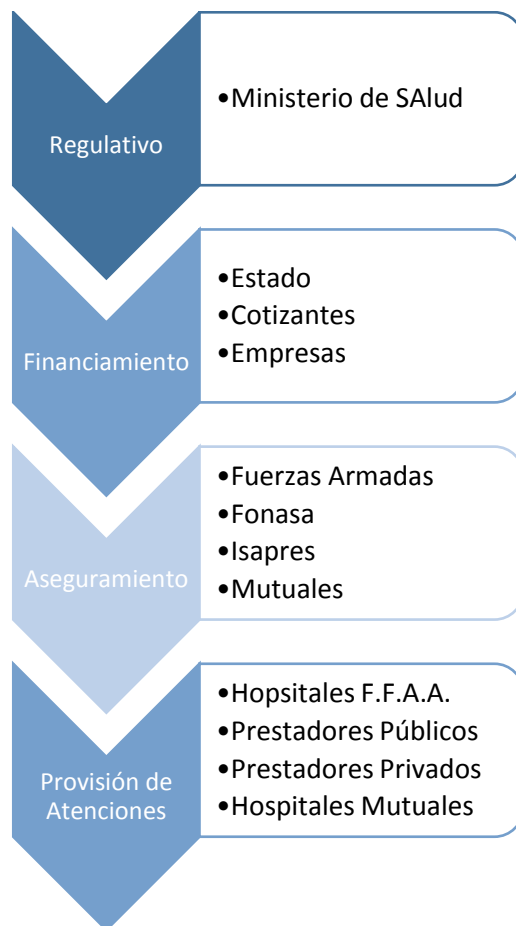 Regulativo
•Ministerio de SAlud
Financiamiento
•Estado
•Cotizantes
•Empresas
Aseguramiento
•Fuerzas Armadas
•Fonasa
•Isapres
•Mutuales
Provisión de
Atenciones
•Hopsitales F.F.A.A.
•Prestadores Públicos
•Prestadores Privados
•Hospitales Mutuales